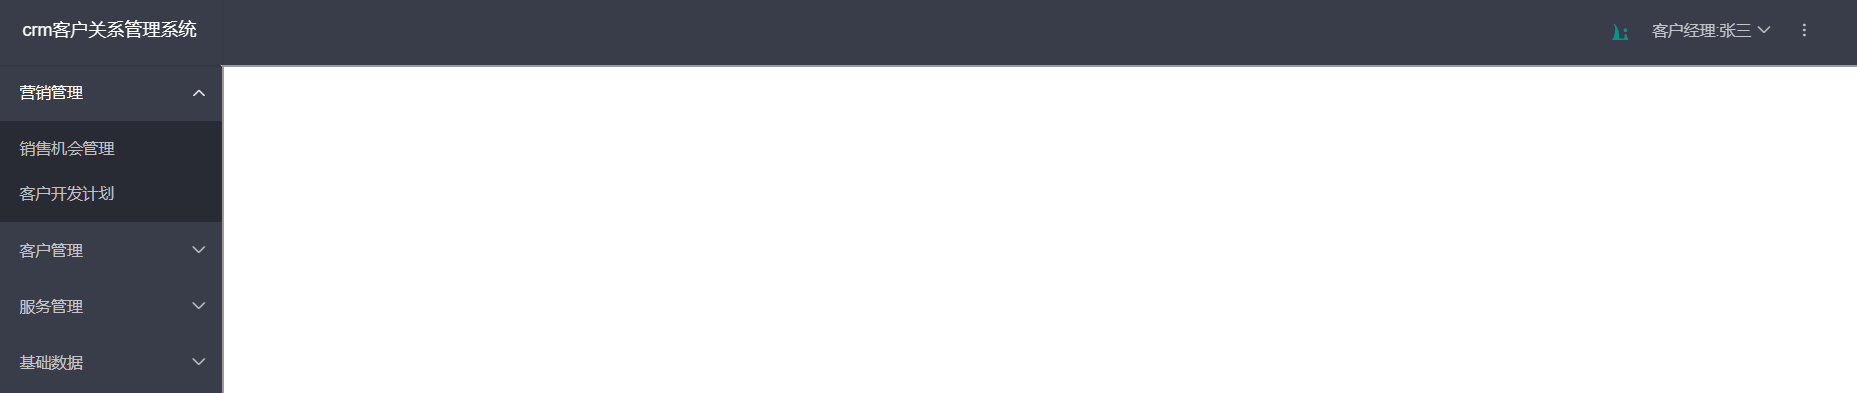 crm客户关系管理系统
客户经理:张三
营销管理
销售机会管理
客户开发计划
客户管理
服务管理
基础数据